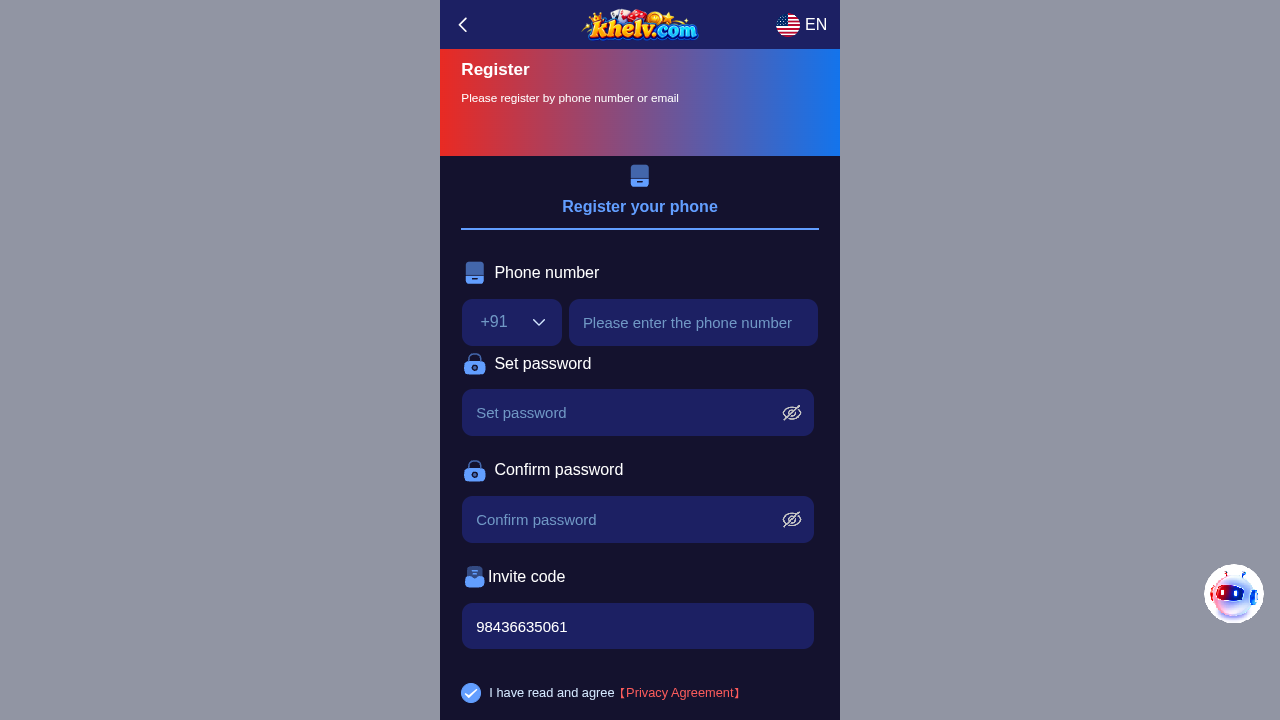 khelv.com
EN
Register
Please register by phone number or email
Register your phone
Phone number
+91
Please enter the phone number
Set password
Set password
Confirm password
Confirm password
Invite code
98436635061
I have read and agree【Privacy Agreement】